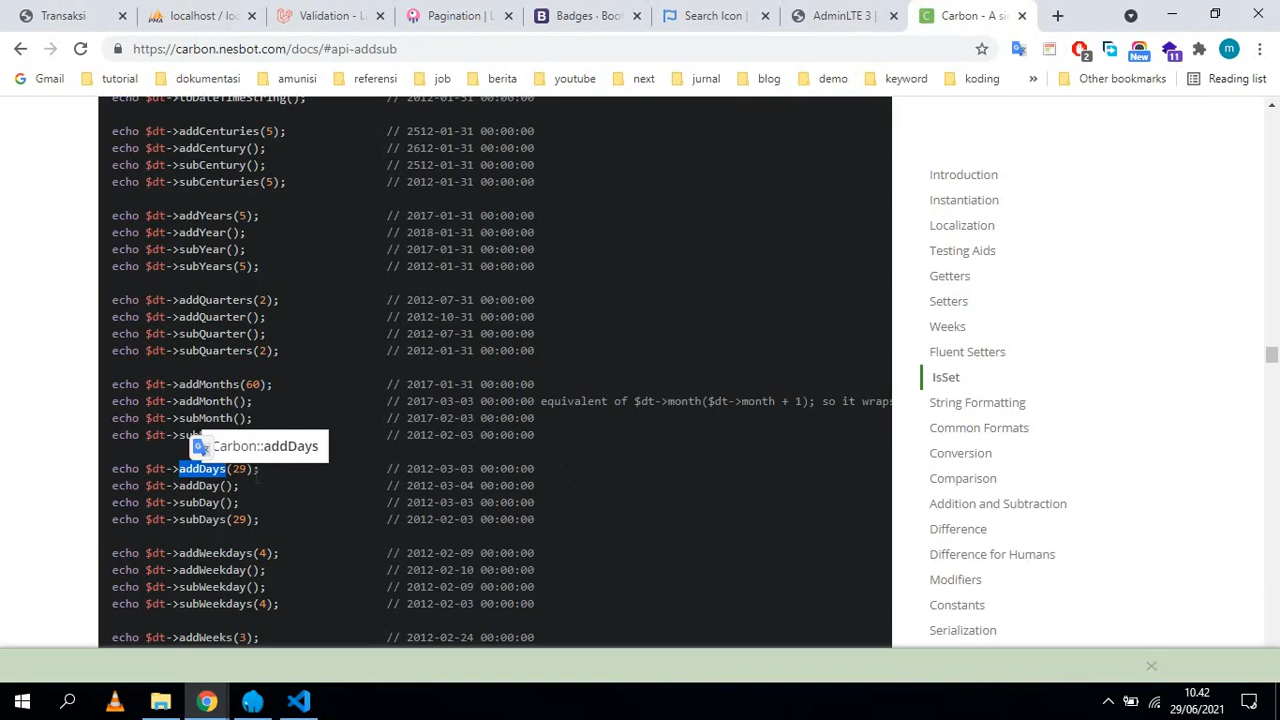 Transaksi
localhost / loc
Validation - L
Pagination | 
Badges · Boot
Search Icon | 
AdminLTE 3 |
Carbon - A si
https://carbon.nesbot.com/docs/#api-addsub
2
New
11
m
Gmail
tutorial
dokumentasi
amunisi
referensi
job
berita
youtube
next
jurnal
blog
demo
keyword
koding
»
Other bookmarks
Reading list
echo $dt->toDateTimeString(); // 2012-01-31 00:00:00
echo $dt->addCenturies(5); // 2512-01-31 00:00:00
echo $dt->addCentury(); // 2612-01-31 00:00:00
echo $dt->subCentury(); // 2512-01-31 00:00:00
echo $dt->subCenturies(5); // 2012-01-31 00:00:00
echo $dt->addYears(5); // 2017-01-31 00:00:00
echo $dt->addYear(); // 2018-01-31 00:00:00
echo $dt->subYear(); // 2017-01-31 00:00:00
echo $dt->subYears(5); // 2012-01-31 00:00:00
echo $dt->addQuarters(2); // 2012-07-31 00:00:00
echo $dt->addQuarter(); // 2012-10-31 00:00:00
echo $dt->subQuarter(); // 2012-07-31 00:00:00
echo $dt->subQuarters(2); // 2012-01-31 00:00:00
echo $dt->addMonths(60); // 2017-01-31 00:00:00
echo $dt->addMonth(); // 2017-03-03 00:00:00 equivalent of $dt->month($dt->month + 1); so it wraps
echo $dt->subMonth(); // 2017-02-03 00:00:00
echo $dt->sub // 2012-02-03 00:00:00
Carbon::addDays
echo $dt->addDays(29); // 2012-03-03 00:00:00
echo $dt->addDay(); // 2012-03-04 00:00:00
echo $dt->subDay(); // 2012-03-03 00:00:00
echo $dt->subDays(29); // 2012-02-03 00:00:00
echo $dt->addWeekdays(4); // 2012-02-09 00:00:00
echo $dt->addWeekday(); // 2012-02-10 00:00:00
echo $dt->subWeekday(); // 2012-02-09 00:00:00
echo $dt->subWeekdays(4); // 2012-02-03 00:00:00
echo $dt->addWeeks(3); // 2012-02-24 00:00:00
Introduction
Instantiation
Localization
Testing Aids
Getters
Setters
Weeks
Fluent Setters
IsSet
String Formatting
Common Formats
Conversion
Comparison
Addition and Subtraction
Difference
Difference for Humans
Modifiers
Constants
Serialization
10.42
29/06/2021